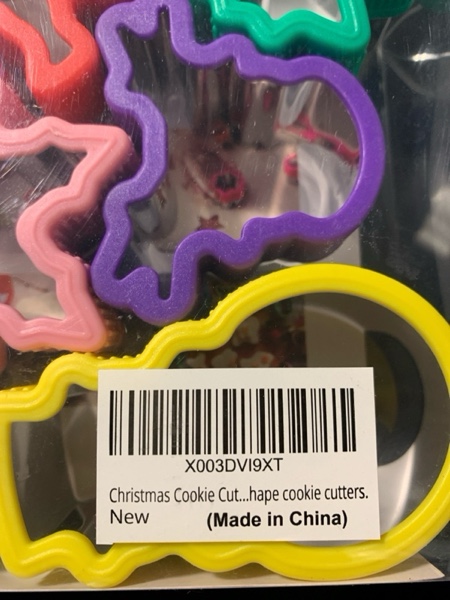 X003DVI9XT
Christmas Cookie Cut...hape cookie cutters.
New (Made in China)